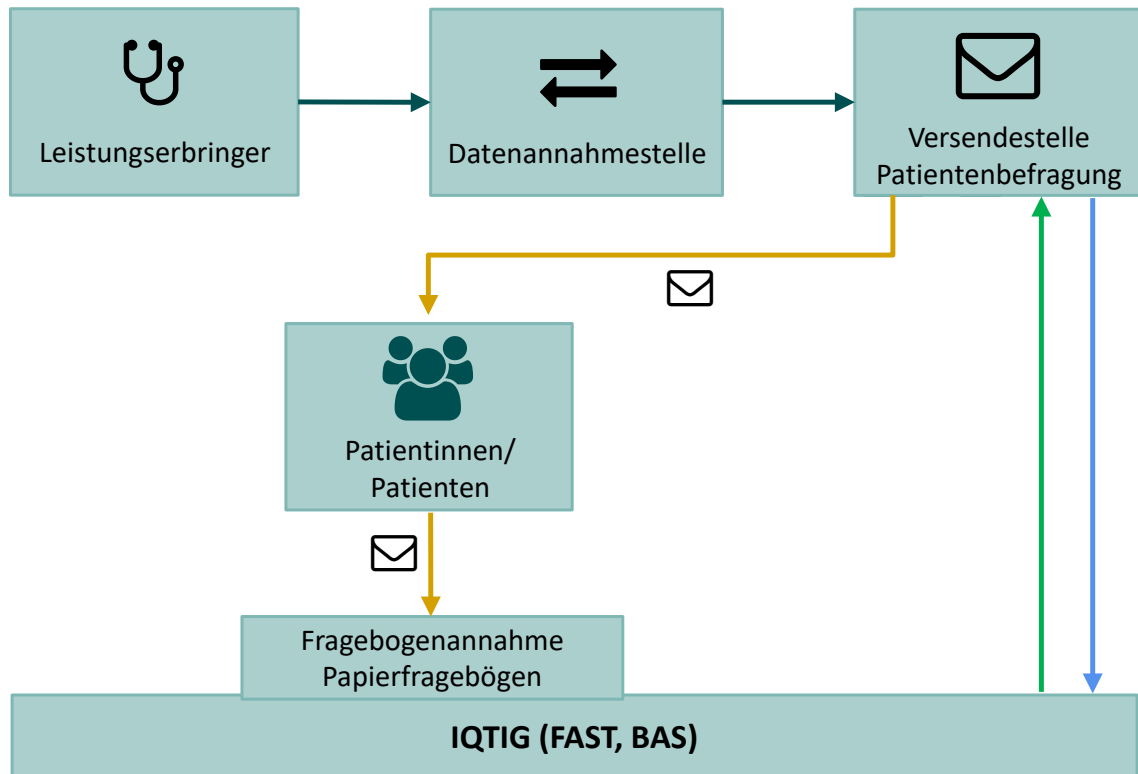 Leistungserbringer
Datenannahmestelle
Versendestelle
Patientenbefragung
Patientinnen/
Patienten
Fragebogenannahme
Papierfragebögen
IQTIG (FAST, BAS)